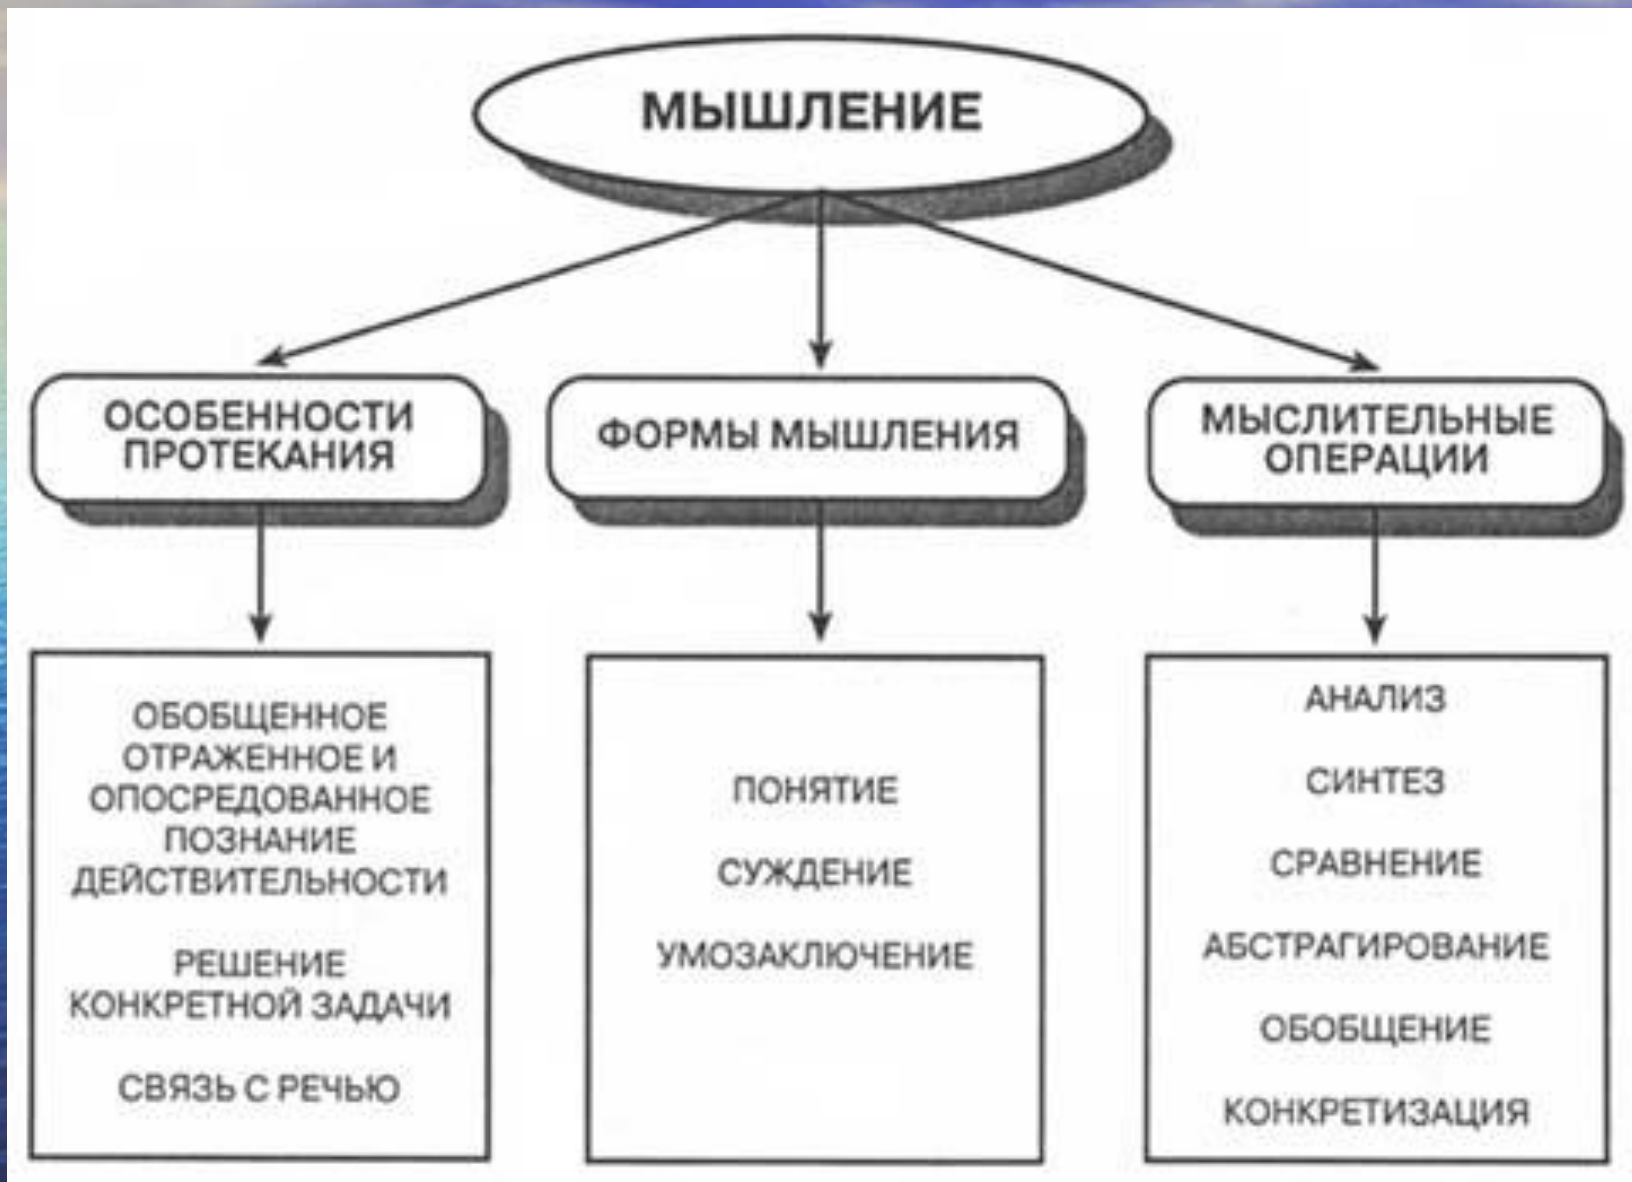 МЫШЛЕНИЕ
ОСОБЕННОСТИ
ПРОТЕКАНИЯ
ФОРМЫ МЫШЛЕНИЯ
МЫСЛИТЕЛЬНЫЕ
ОПЕРАЦИИ
ОБОБЩЕННОЕ
ОТРАЖЕННОЕ И
ОПОСРЕДОВАННОЕ
ПОЗНАНИЕ
ДЕЙСТВИТЕЛЬНОСТИ
РЕШЕНИЕ
КОНКРЕТНОЙ ЗАДАЧИ
СВЯЗЬ С РЕЧЬЮ
ПОНЯТИЕ
СУЖДЕНИЕ
УМОЗАКЛЮЧЕНИЕ
АНАЛИЗ
СИНТЕЗ
СРАВНЕНИЕ
АБСТРАГИРОВАНИЕ
ОБОБЩЕНИЕ
КОНКРЕТИЗАЦИЯ